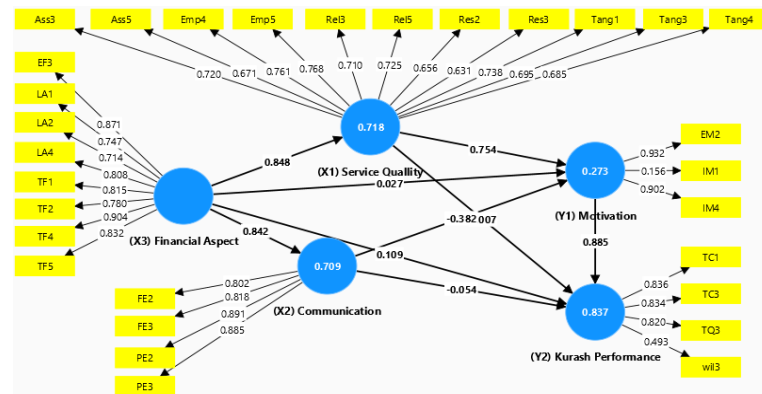 Ass3 Ass5 Emp4 Emp5 Rel3 Rel5 Res2 Res3 Tang1 Tang3 Tang4
0.720 0.671 0.761 0.768 0.710 0.725 0.656 0.631 0.738 0.695 0.685
EF3
LA1
LA2
LA4
TF1
TF2
TF4
TF5
0.871
0.747
0.714
0.808
0.815
0.780
0.904
0.832
(X3) Financial Aspect
0.848
0.842
0.718
(X1) Service Quallity
0.754
0.027
-0.382
007
0.109
-0.054
0.709
(X2) Communication
0.802
0.818
0.891
0.885
FE2
FE3
PE2
PE3
0.273
(Y1) Motivation
0.932
0.156
0.902
EM2
IM1
IM4
0.885
0.837
(Y2) Kurash Performance
0.836
0.834
0.820
0.493
TC1
TC3
TQ3
wil3